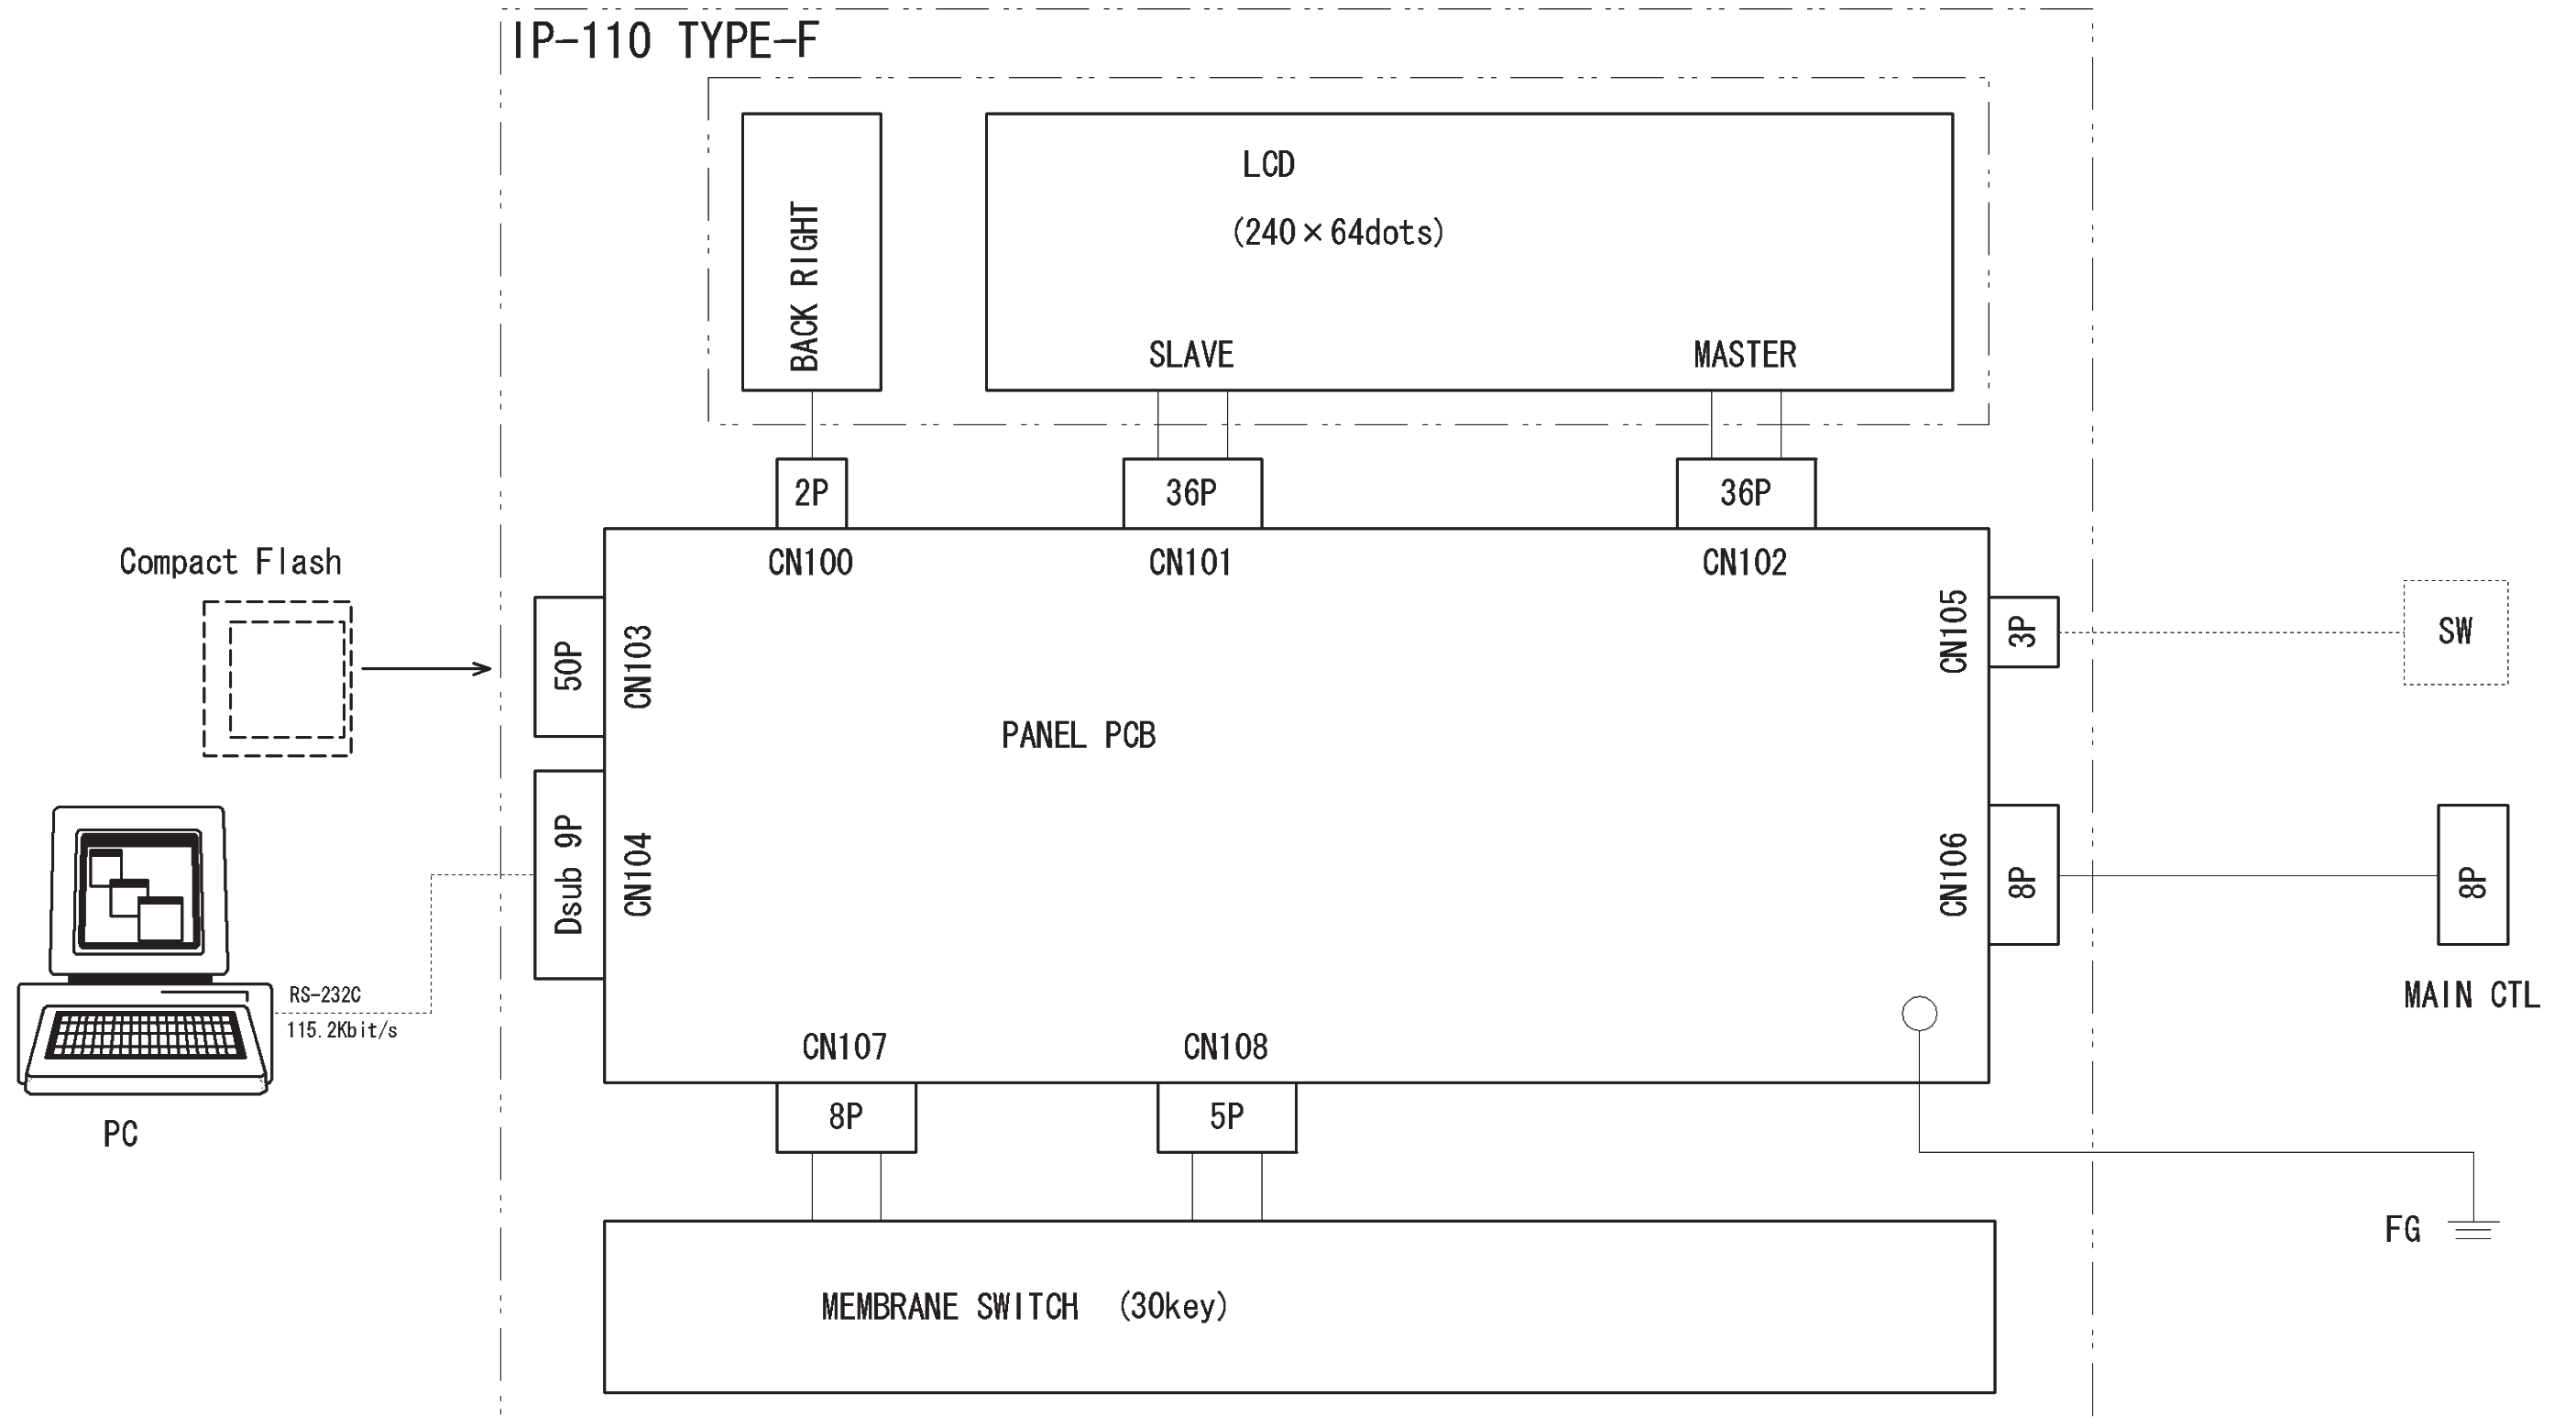 IP-110 TYPE-F
BACK RIGHT
LCD
(240×64dots)
SLAVE
MASTER
2P
36P
36P
Compact Flash
CN100
CN101
CN102
50P
CN103
CN105
3P
SW
PANEL PCB
Dsub 9P
CN104
CN106
8P
8P
MAIN CTL
RS-232C
115.2Kbit/s
PC
CN107
CN108
8P
5P
FG
MEMBRANE SWITCH (30key)